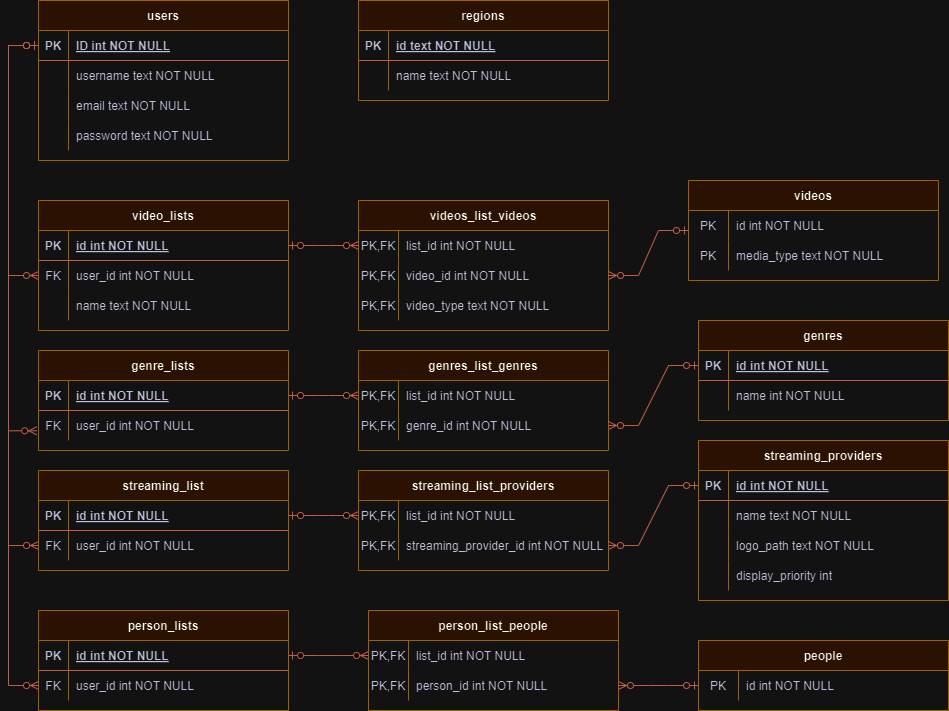 users
PK ID int NOT NULL
username text NOT NULL
email text NOT NULL
password text NOT NULL
regions
PK id text NOT NULL
name text NOT NULL
video_lists
PK id int NOT NULL
FK user_id int NOT NULL
name text NOT NULL
videos_list_videos
PK,FK list_id int NOT NULL
PK,FK video_id int NOT NULL
PK,FK video_type text NOT NULL
videos
PK id int NOT NULL
PK media_type text NOT NULL
genre_lists
PK id int NOT NULL
FK user_id int NOT NULL
genres_list_genres
PK,FK list_id int NOT NULL
PK,FK genre_id int NOT NULL
genres
PK id int NOT NULL
name int NOT NULL
streaming_list
PK id int NOT NULL
FK user_id int NOT NULL
streaming_list_providers
PK,FK list_id int NOT NULL
PK,FK streaming_provider_id int NOT NULL
streaming_providers
PK id int NOT NULL
name text NOT NULL
logo_path text NOT NULL
display_priority int
person_lists
PK id int NOT NULL
FK user_id int NOT NULL
person_list_people
PK,FK list_id int NOT NULL
PK,FK person_id int NOT NULL
people
PK id int NOT NULL